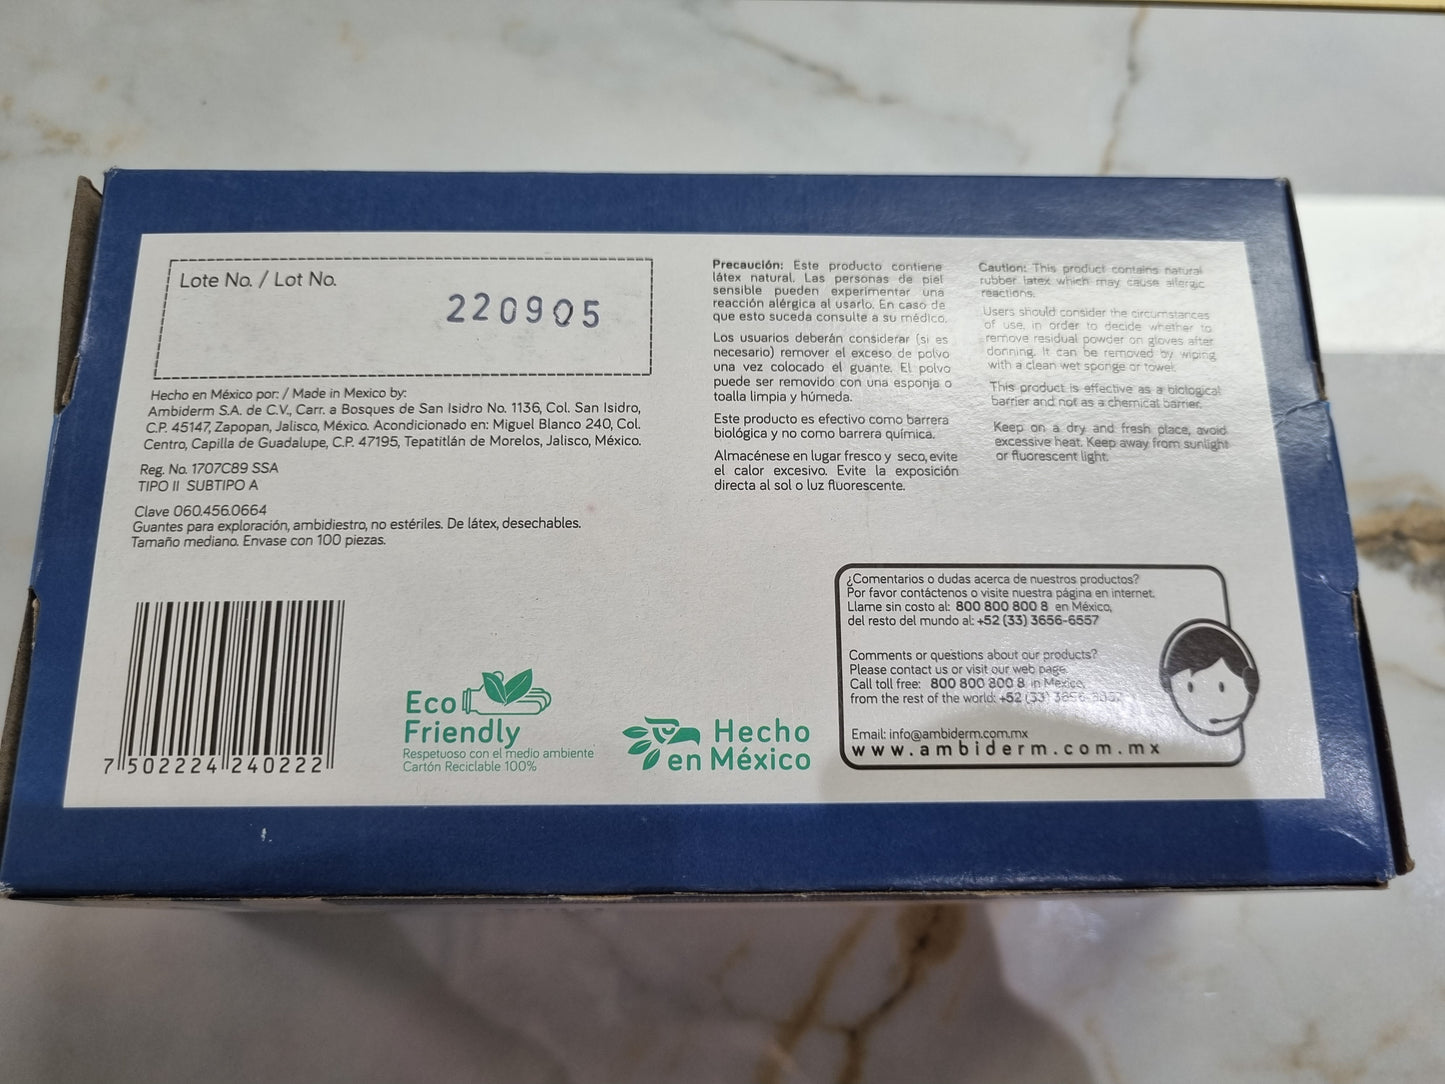 Lote No. / Lot No.
220905
Hecho en México por: / Made in Mexico by:
Ambiderm S.A. de C.V., Carr. a Bosques de San Isidro No. 1136, Col. San Isidro,
C.P. 45147, Zapopan, Jalisco, México. Acondicionado en: Miguel Blanco 240, Col.
Centro, Capilla de Guadalupe, C.P. 47195, Tepatitlán de Morelos, Jalisco, México.
Reg. No. 1707C89 SSA
TIPO II SUBTIPO A
Clave 060.456.0664
Guantes para exploración, ambidiestro, no estériles. De látex, desechables.
Tamaño mediano. Envase con 100 piezas.
7 502224 240222
Eco
Friendly
Respetuoso con el medio ambiente
Cartón Reciclable 100%
Hecho
en México
Precaución: Este producto contiene
látex natural. Las personas de piel
sensible pueden experimentar una
reacción alérgica al usarlo. En caso de
que esto suceda consulte a su médico.
Los usuarios deberán considerar (si es
necesario) remover el exceso de polvo
una vez colocado el guante. El polvo
puede ser removido con una esponja o
toalla limpia y húmeda.
Este producto es efectivo como barrera
biológica y no como barrera química.
Almacénese en lugar fresco y seco, evite
el calor excesivo. Evite la exposición
directa al sol o luz fluorescente.
Caution: This product contains natural
rubber latex which may cause allergic
reactions.
Users should consider the circumstances
of use, in order to decide whether to
remove residual powder on gloves after
donning. It can be removed by wiping
with a clean wet sponge or towel.
This product is effective as a biological
barrier and not as a chemical barrier.
Keep on a dry and fresh place, avoid
excessive heat. Keep away from sunlight
or fluorescent light.
¿Comentarios o dudas acerca de nuestros productos?
Por favor contáctenos o visite nuestra página en internet.
Llame sin costo al: 800 800 800 8 en México,
del resto del mundo al: +52 (33) 3656-6557
Comments or questions about our products?
Please contact us or visit our web page.
Call toll free: 800 800 800 8 in Mexico,
from the rest of the world: +52 (33)
Email: info@ambiderm.com.mx
www.ambiderm.com.mx